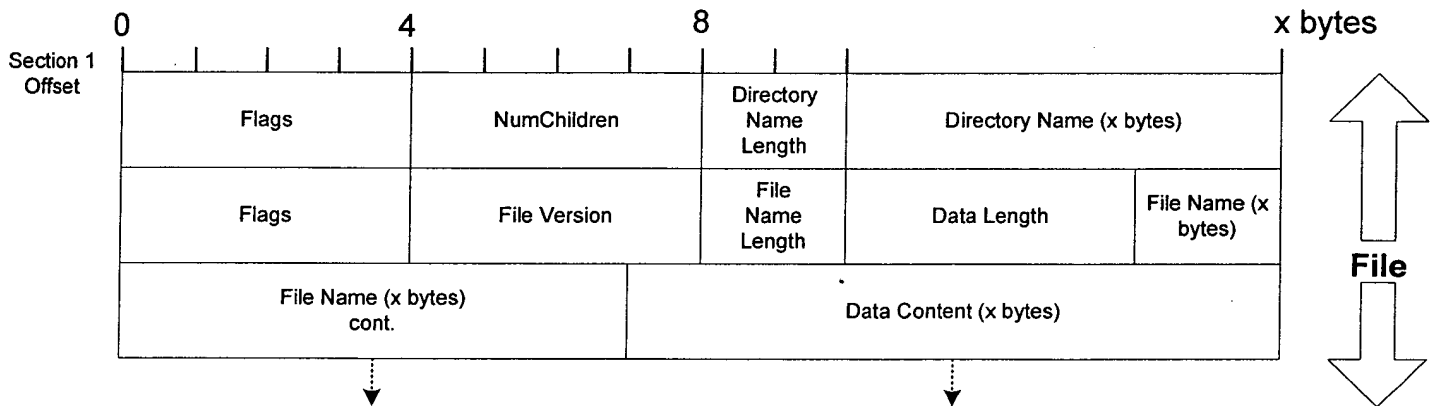 0 4 8 x bytes
Section 1
Offset
Flags
NumChildren
Directory
Name
Length
Directory Name (x bytes)
Flags
File Version
File
Name
Length
Data Length
File Name (x
bytes)
File Name (x bytes)
cont.
Data Content (x bytes)
File